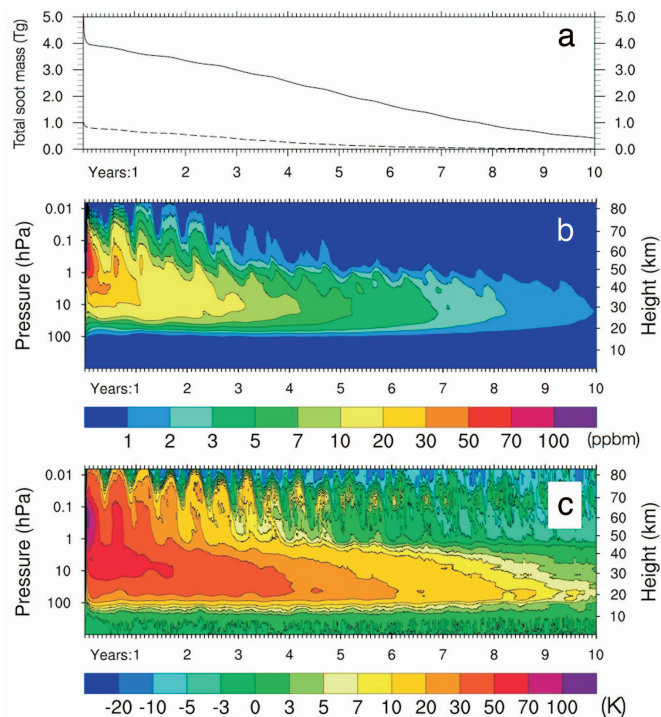 Total soot mass (Tg)
5.0
4.0
3.0
2.0
1.0
0.0
a
5.0
4.0
3.0
2.0
1.0
0.0
Years:1 2 3 4 5 6 7 8 9 10
Pressure (hPa)
0.01
0.1
1
10
100
b
80
70
60
50
40
30
20
10
Height (km)
Years:1 2 3 4 5 6 7 8 9 10
1 2 3 5 7 10 20 30 50 70 100 (ppbm)
Pressure (hPa)
0.01
0.1
1
10
100
c
80
70
60
50
40
30
20
10
Height (km)
Years:1 2 3 4 5 6 7 8 9 10
-20 -10 -5 -3 0 3 5 7 10 20 30 50 70 100 (K)